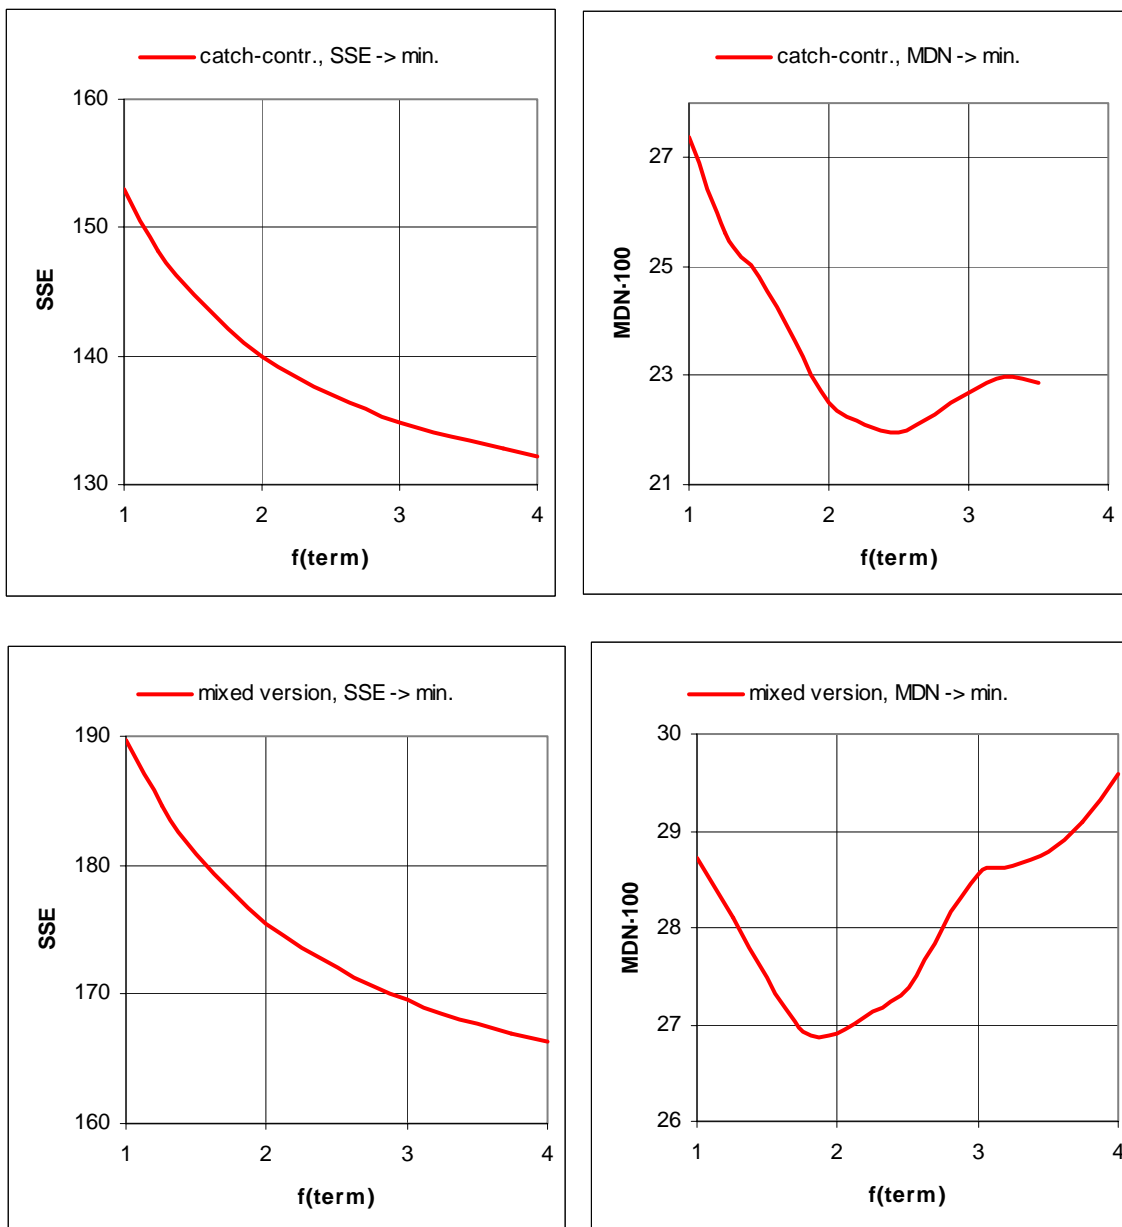 catch-contr., SSE -> min.
160
150
140
130
SSE
1 2 3 4
f(term)
catch-contr., MDN -> min.
27
25
23
21
MDN·100
1 2 3 4
f(term)
mixed version, SSE -> min.
190
180
170
160
SSE
1 2 3 4
f(term)
mixed version, MDN -> min.
30
29
28
27
26
MDN·100
1 2 3 4
f(term)